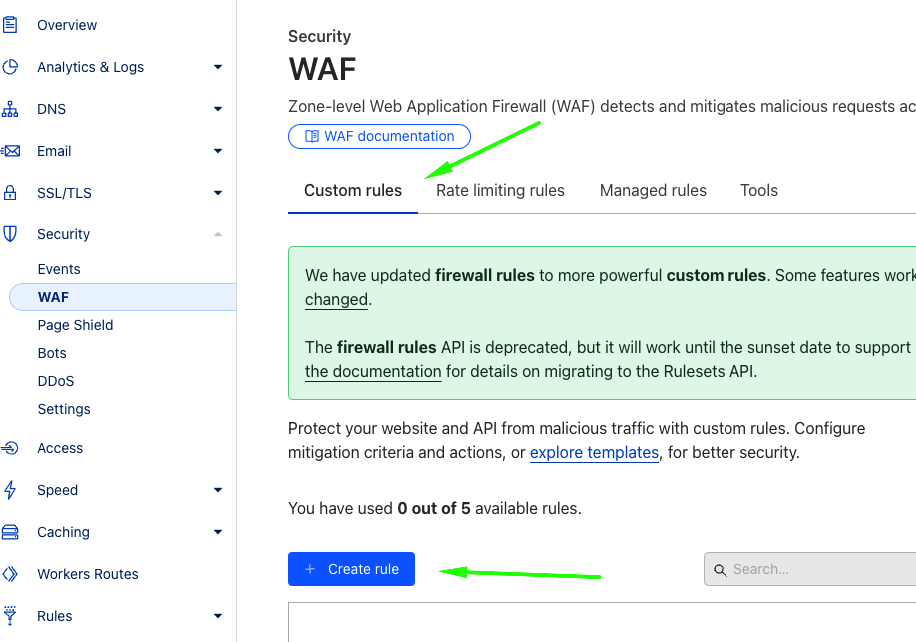 Overview
Analytics & Logs
DNS
Email
SSL/TLS
Security
Events
WAF
Page Shield
Bots
DDoS
Settings
Access
Speed
Caching
Workers Routes
Rules
Security
WAF
Zone-level Web Application Firewall (WAF) detects and mitigates malicious requests ac
WAF documentation
Custom rules Rate limiting rules Managed rules Tools
We have updated firewall rules to more powerful custom rules. Some features work
changed.
The firewall rules API is deprecated, but it will work until the sunset date to support
the documentation for details on migrating to the Rulesets API.
Protect your website and API from malicious traffic with custom rules. Configure
mitigation criteria and actions, or explore templates, for better security.
You have used 0 out of 5 available rules.
+ Create rule
Search...